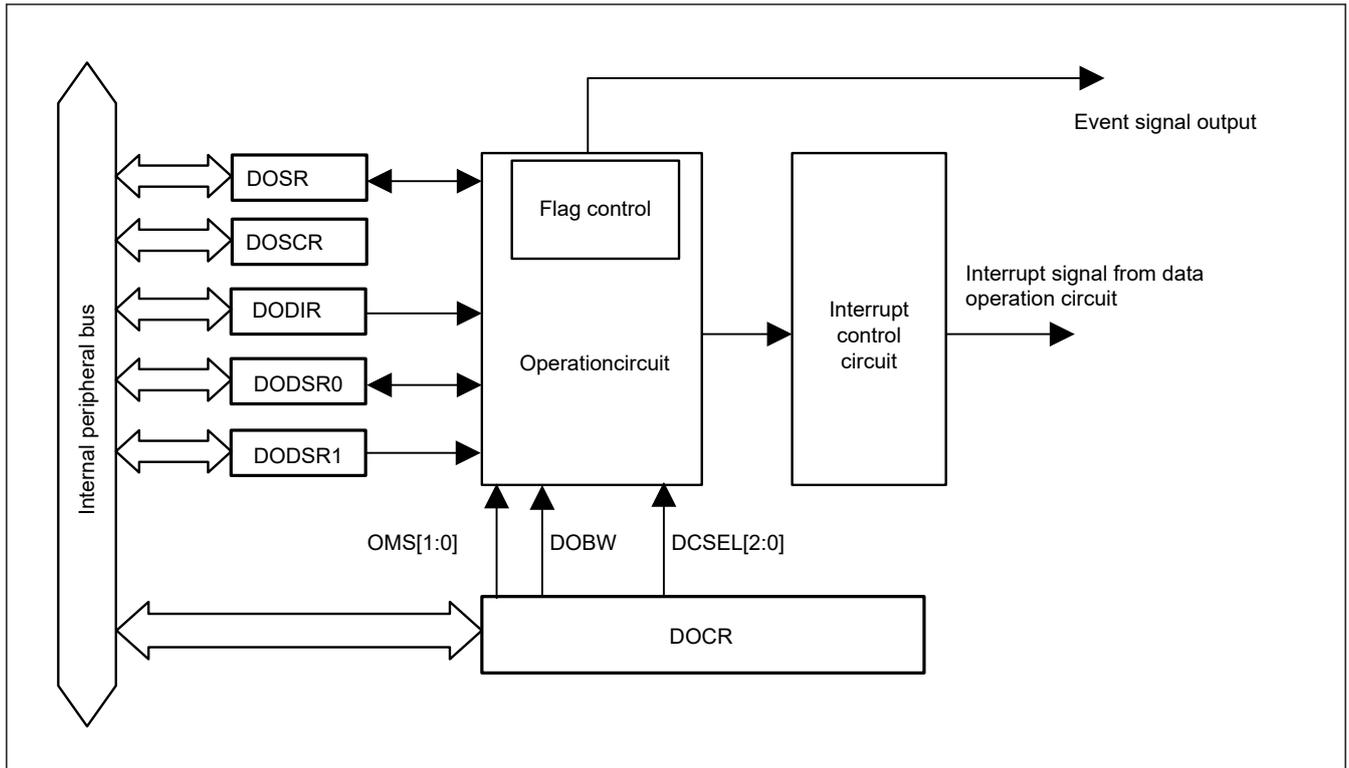 Event signal output
DOSR
Flag control
DOSCR
Interrupt signal from data
operation circuit
DODIR
Interrupt
control
circuit
Operationcircuit
DODSR0
DODSR1
Internal peripheral bus
OMS[1:0]
DOBW
DCSEL[2:0]
DOCR